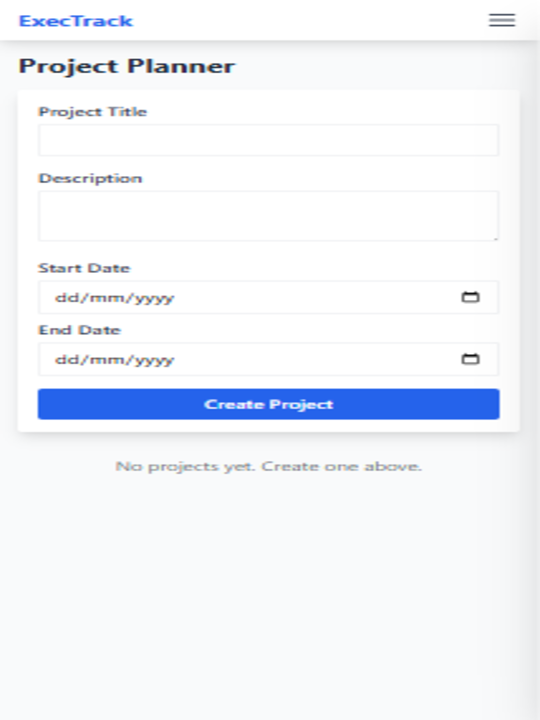 ExecTrack
Project Planner
Project Title
Description
Start Date
dd/mm/yyyy
End Date
dd/mm/yyyy
Create Project
No projects yet. Create one above.